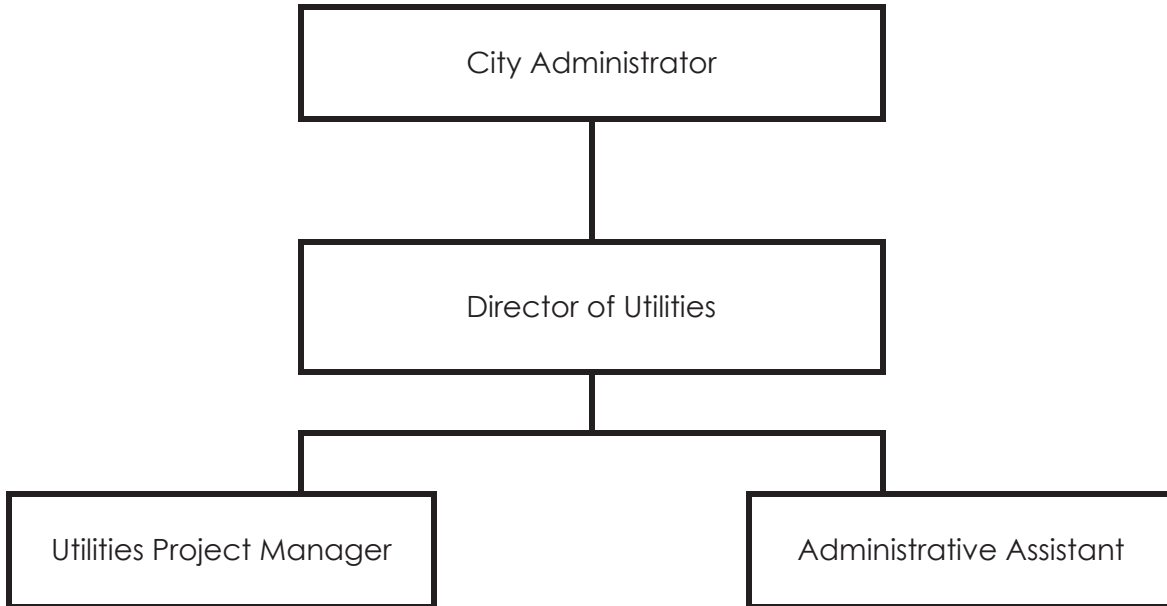 City Administrator
Director of Utilities
Utilities Project Manager
Administrative Assistant